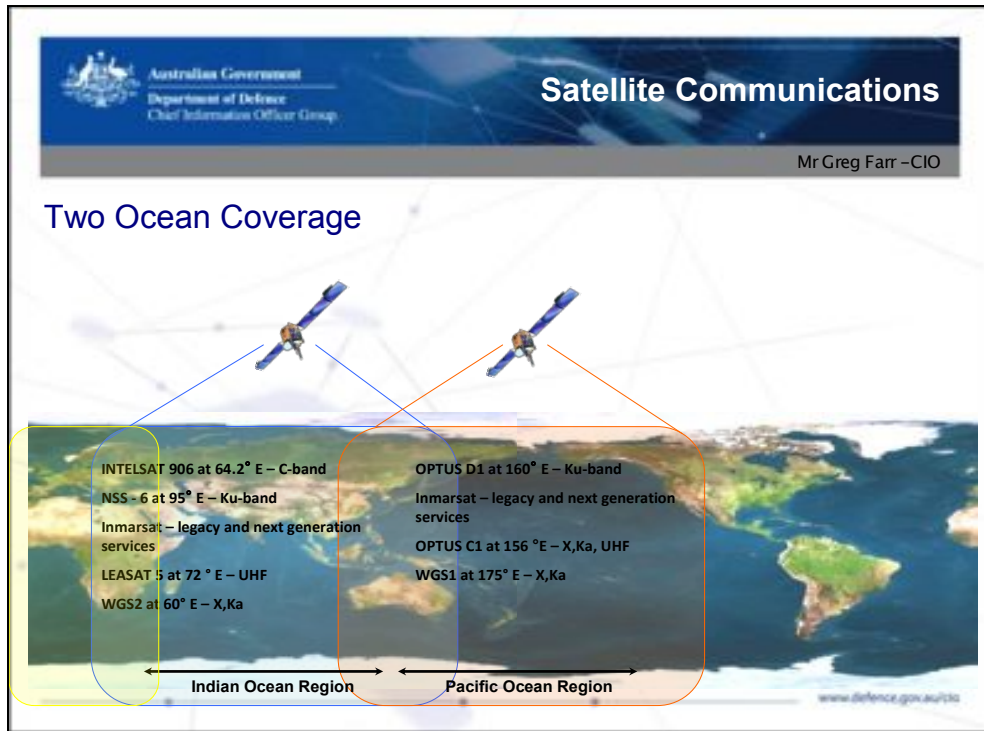 Australian Government
Department of Defence
Chief Information Officer Group
Satellite Communications
Mr Greg Farr –CIO
Two Ocean Coverage
INTELSAT 906 at 64.2° E – C-band
NSS - 6 at 95° E – Ku-band
Inmarsat – legacy and next generation
services
LEASAT 5 at 72 ° E – UHF
WGS2 at 60° E – X,Ka
OPTUS D1 at 160° E – Ku-band
Inmarsat – legacy and next generation
services
OPTUS C1 at 156 °E – X,Ka, UHF
WGS1 at 175° E – X,Ka
Indian Ocean Region
Pacific Ocean Region
www.defence.gov.au/cio